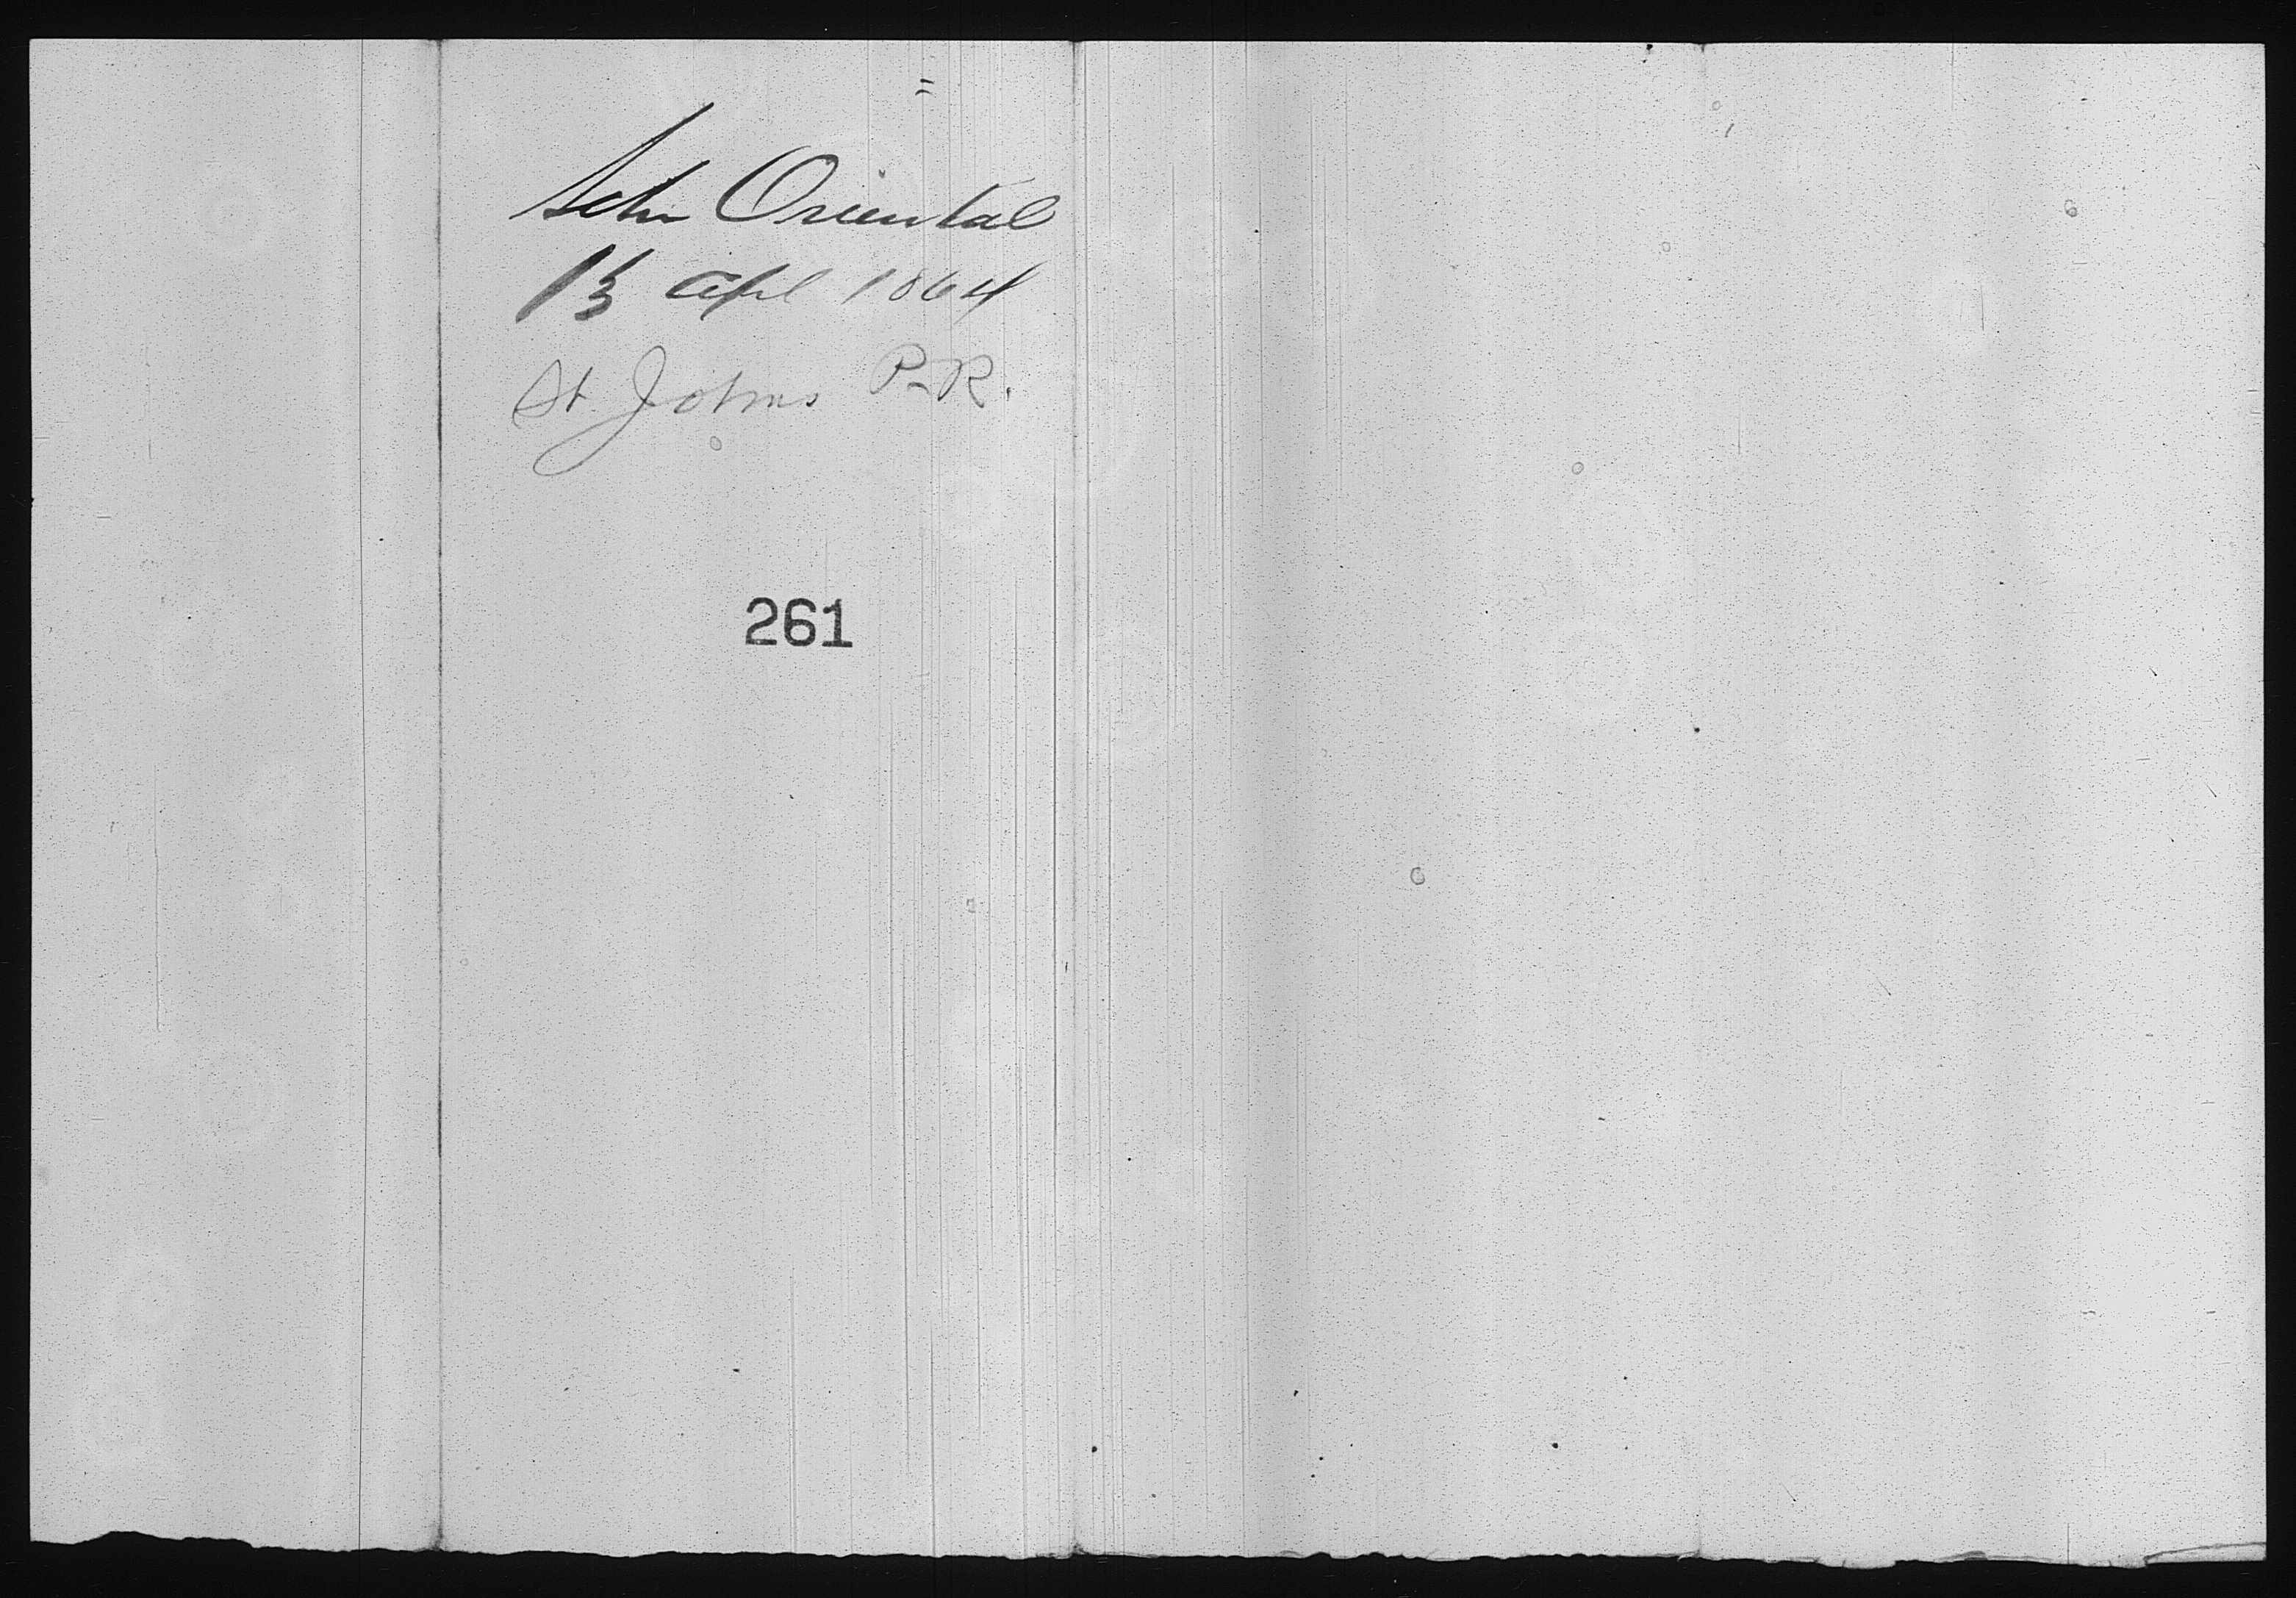 Schr Oriental
13 Apl 1864
St. Johns P-R.
261